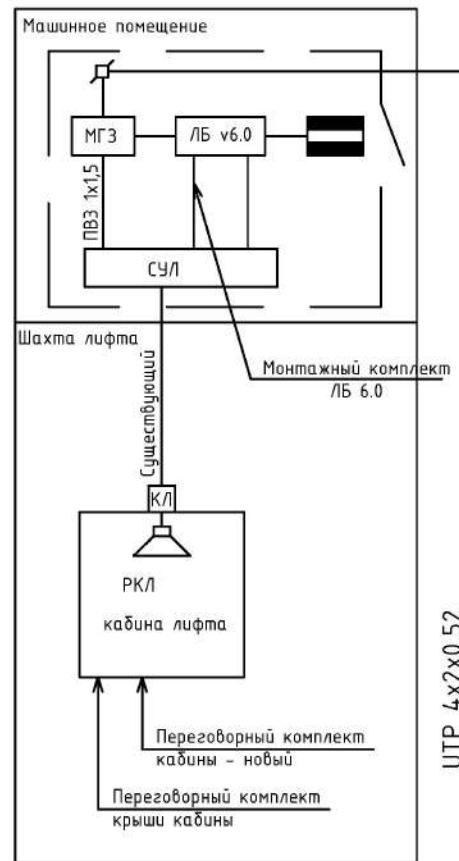 Машинное помещение
МГЗ
ЛБ v6.0
ПВЗ 1х1,5
СУЛ
Шахта лифта
Монтажный комплект
ЛБ 6.0
Существующий
КЛ
РКЛ
кабина лифта
UTP 4x2x0.52
Переговорный комплект
кабины - новый
Переговорный комплект
крыши кабины